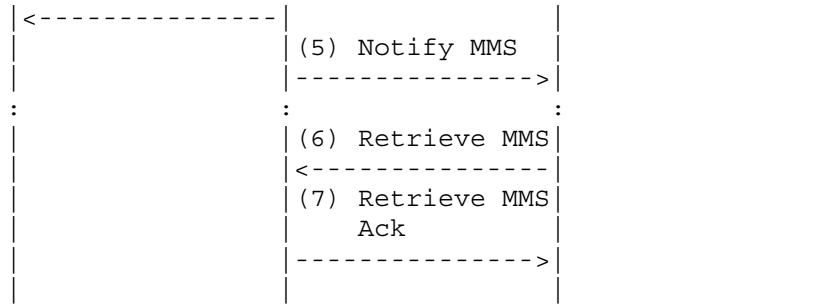 |<---------------|                |
|                |(5) Notify MMS  |
|                |--------------->|
:                :                :
|                |(6) Retrieve MMS|
|                |<---------------|
|                |(7) Retrieve MMS|
|                |    Ack         |
|                |--------------->|
|                |                |